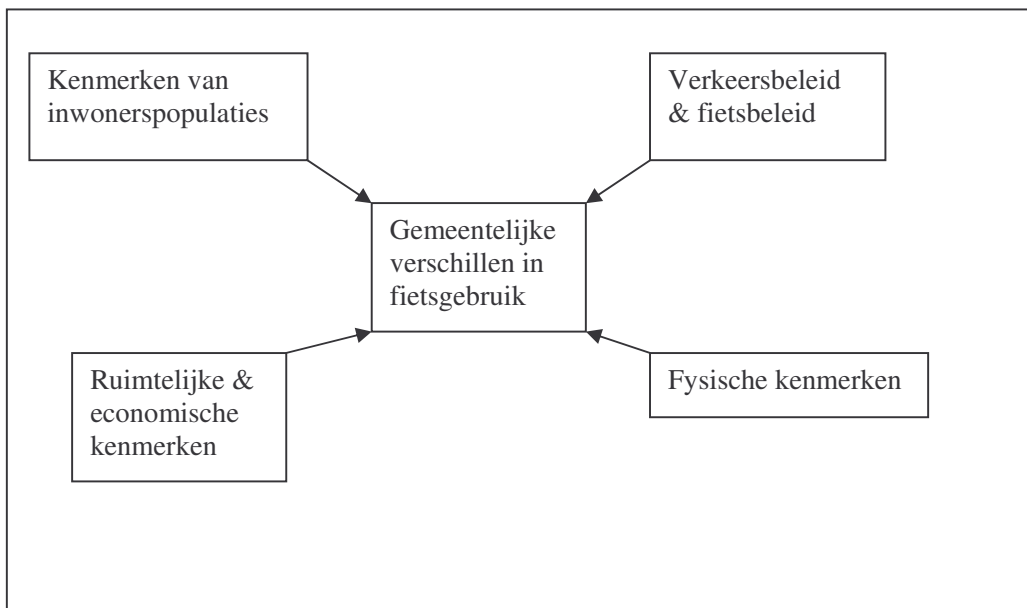 Kenmerken van
inwonerspopulaties
Verkeersbeleid
& fietsbeleid
Gemeentelijke
verschillen in
fietsgebruik
Ruimtelijke &
economische
kenmerken
Fysische kenmerken